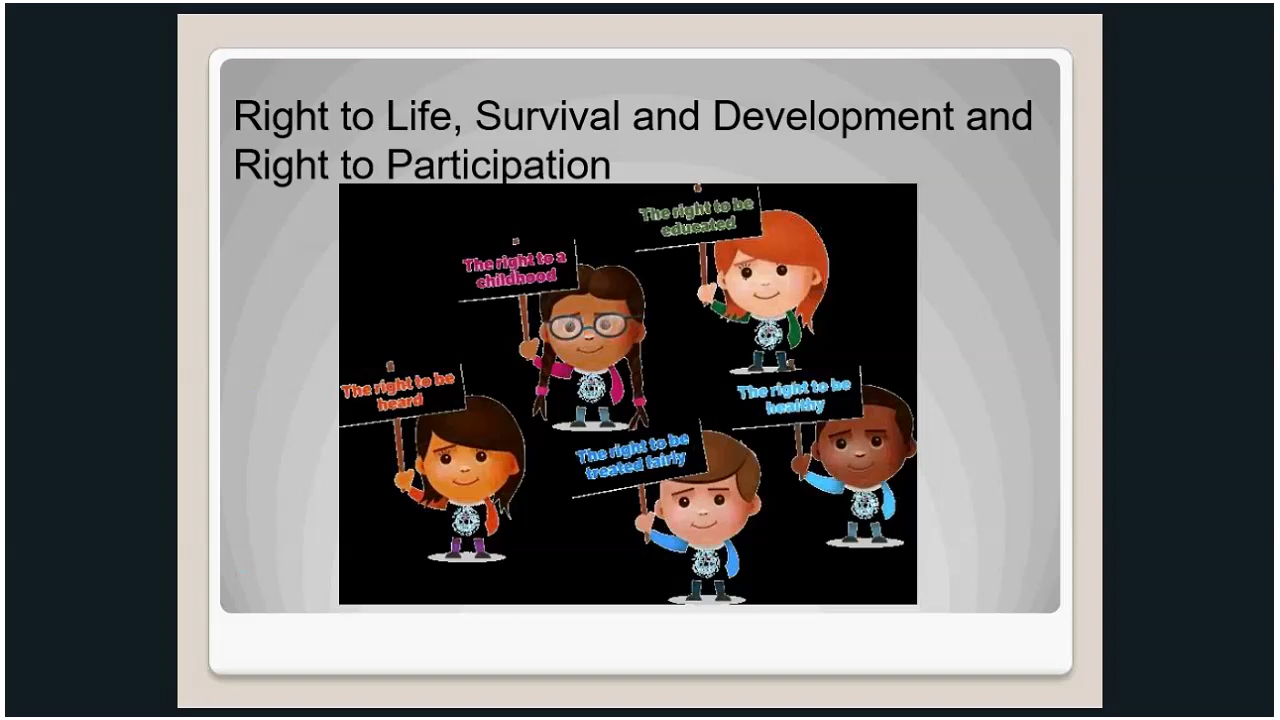 Right to Life, Survival and Development and
Right to Participation
The right to be
educated
The right to a
childhood
The right to be
heard
The right to be
healthy
The right to be
treated fairly